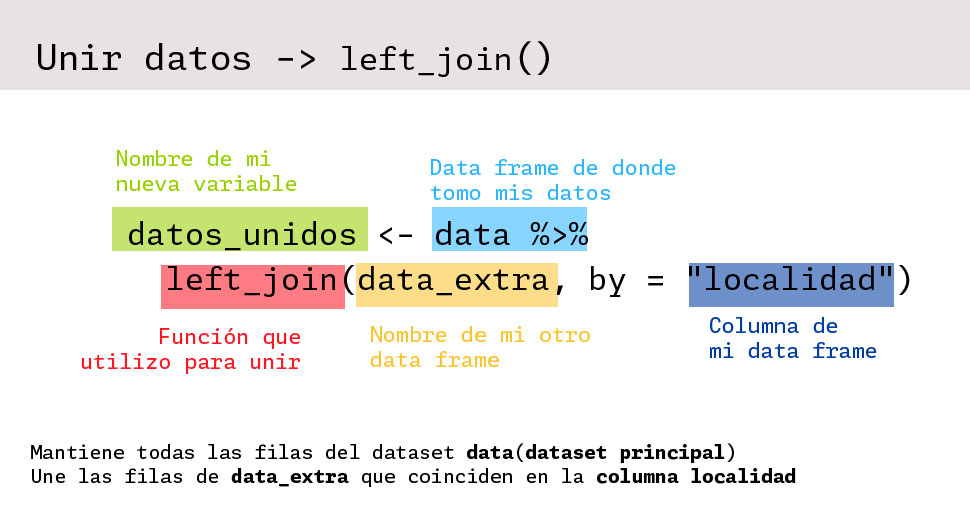 Unir datos -> left_join()
Nombre de mi
nueva variable
Data frame de donde
tomo mis datos
datos_unidos <- data %>%
left_join(data_extra, by = "localidad")
Función que
utilizo para unir
Nombre de mi otro
data frame
Columna de
mi data frame
Mantiene todas las filas del dataset data(dataset principal)
Une las filas de data_extra que coinciden en la columna localidad